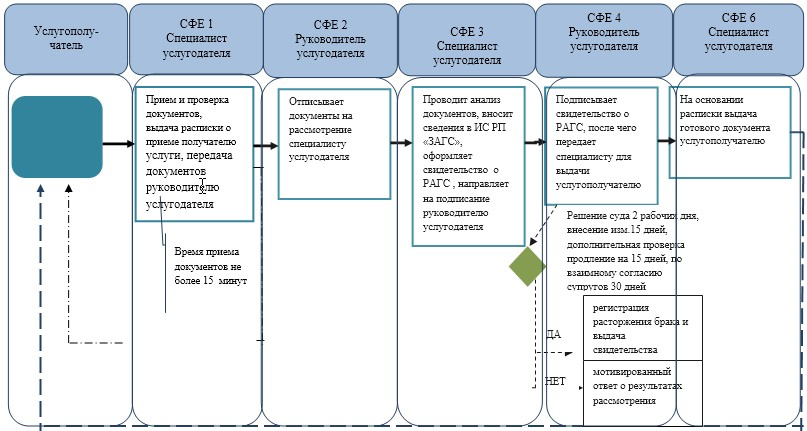 Услугополу-
чатель
СФЕ 1
Специалист
услугодателя
СФЕ 2
Руководитель
услугодателя
СФЕ 3
Специалист
услугодателя
СФЕ 4
Руководитель
услугодателя
СФЕ 6
Специалист
услугодателя
Прием и проверка
документов,
выдача расписки о
приеме получателю
услуги, передача
документов
руководителю
услугодателя
Время приема
документов не
более 15 минут
Отписывает
документы на
рассмотрение
специалисту
услугодателя
Проводит анализ
документов, вносит
сведения в ИС РП
«ЗАГС»,
оформляет
свидетельство о
РАГС , направляет
на подписание
руководителю
услугодателя
Подписывает
свидетельство о
РАГС, после чего
передает
специалисту для
выдачи
услугополучателю
На основании
расписки выдача
готового документа
услугополучателю
Решение суда 2 рабочих дня,
внесение изм.15 дней,
дополнительная проверка
продление на 15 дней, по
взаимному согласию
супругов 30 дней
ДА
регистрация
расторжения брака и
выдача
свидетельства
НЕТ
мотивированный
ответ о результатах
рассмотрения